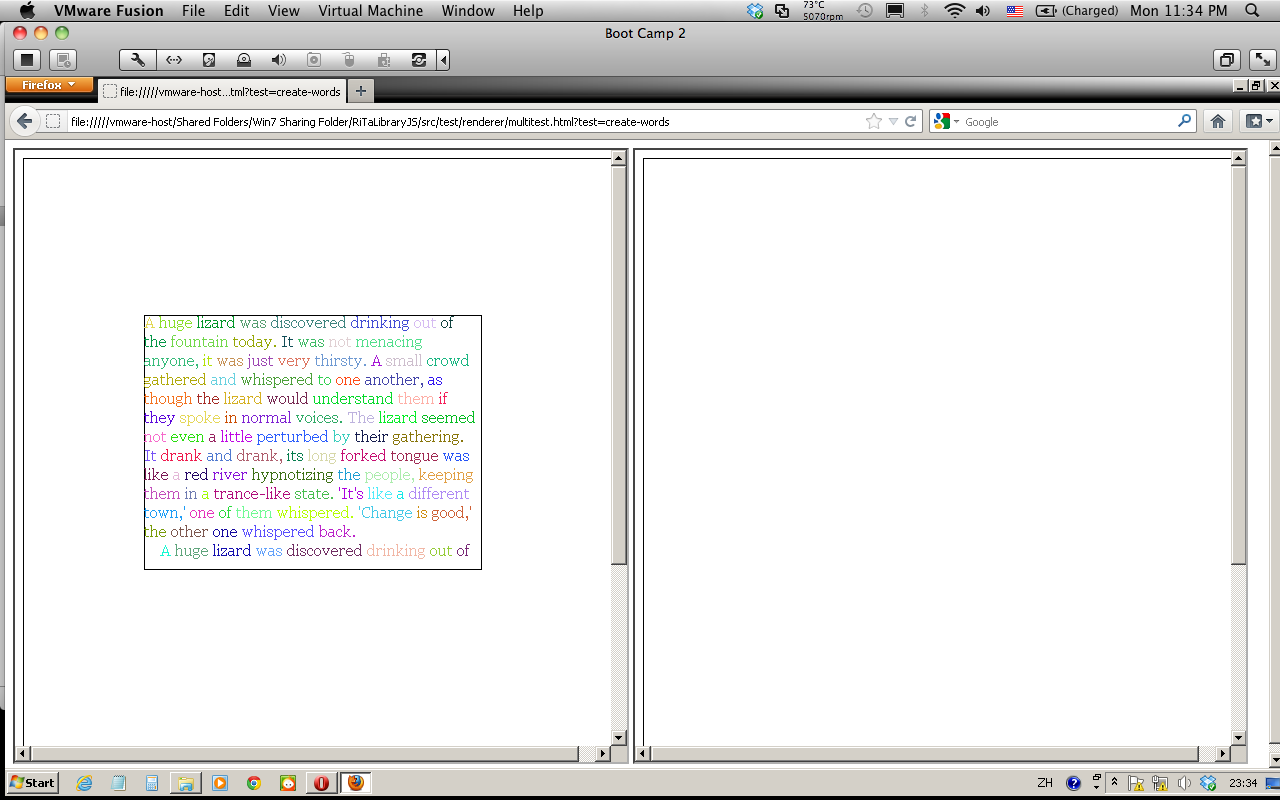 VMware Fusion File Edit View Virtual Machine Window Help 73°C 5070rpm (Charged) Mon 11:34 PM
Boot Camp 2
Firefox
file://///vmware-host...tml?test=create-words
file://///vmware-host/Shared Folders/Win7 Sharing Folder/RiTaLibraryJS/src/test/renderer/multitest.html?test=create-words
Google
A huge lizard was discovered drinking out of
the fountain today. It was not menacing
anyone, it was just very thirsty. A small crowd
gathered and whispered to one another, as
though the lizard would understand them if
they spoke in normal voices. The lizard seemed
not even a little perturbed by their gathering.
It drank and drank, its long forked tongue was
like a red river hypnotizing the people, keeping
them in a trance-like state. 'It's like a different
town,' one of them whispered. 'Change is good,'
the other one whispered back.
A huge lizard was discovered drinking out of
Start ZH 23:34